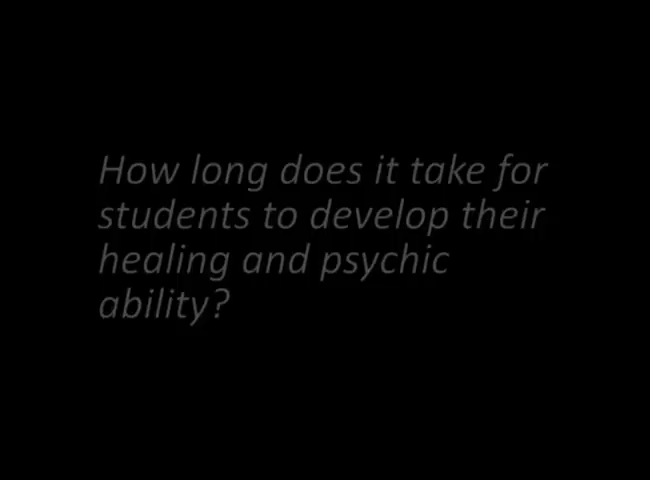 How long does it take for
students to develop their
healing and psychic
ability?